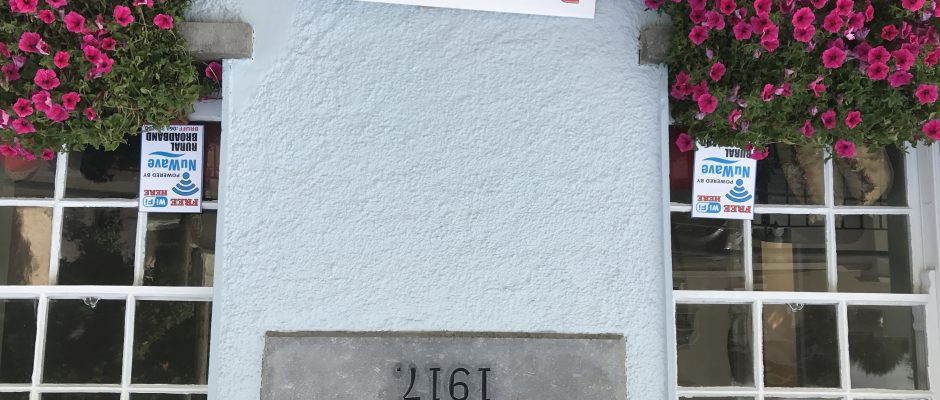 1917.
FREE WiFi
HERE
POWERED BY
NuWave
RURAL
FREE WiFi
HERE
POWERED BY
NuWave
RURAL
BROADBAND